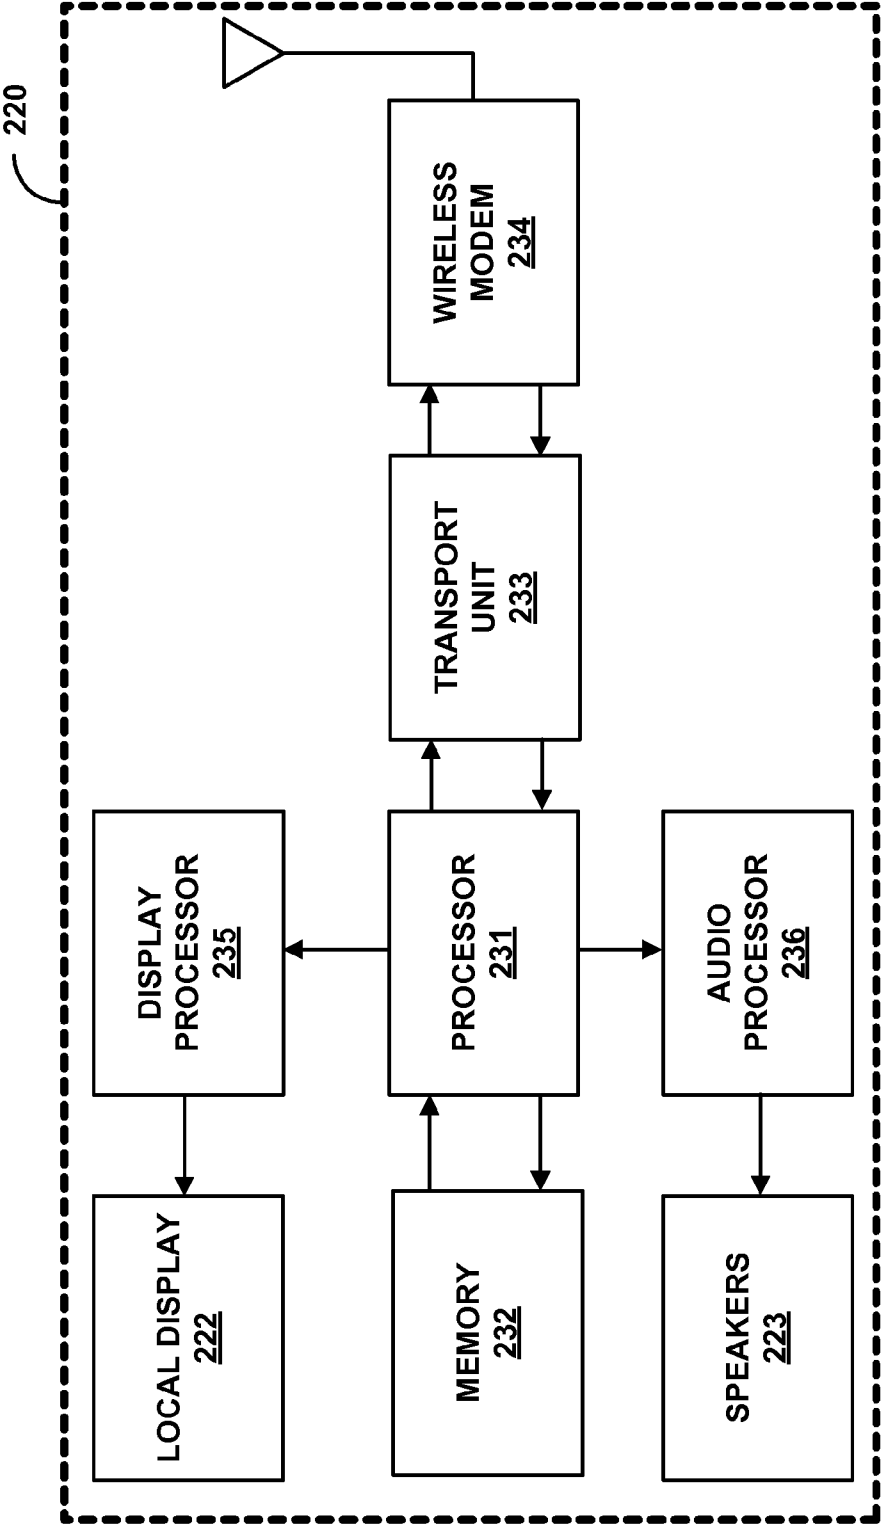 220
LOCAL DISPLAY
222
DISPLAY
PROCESSOR
235
MEMORY
232
PROCESSOR
231
TRANSPORT
UNIT
233
WIRELESS
MODEM
234
SPEAKERS
223
AUDIO
PROCESSOR
236